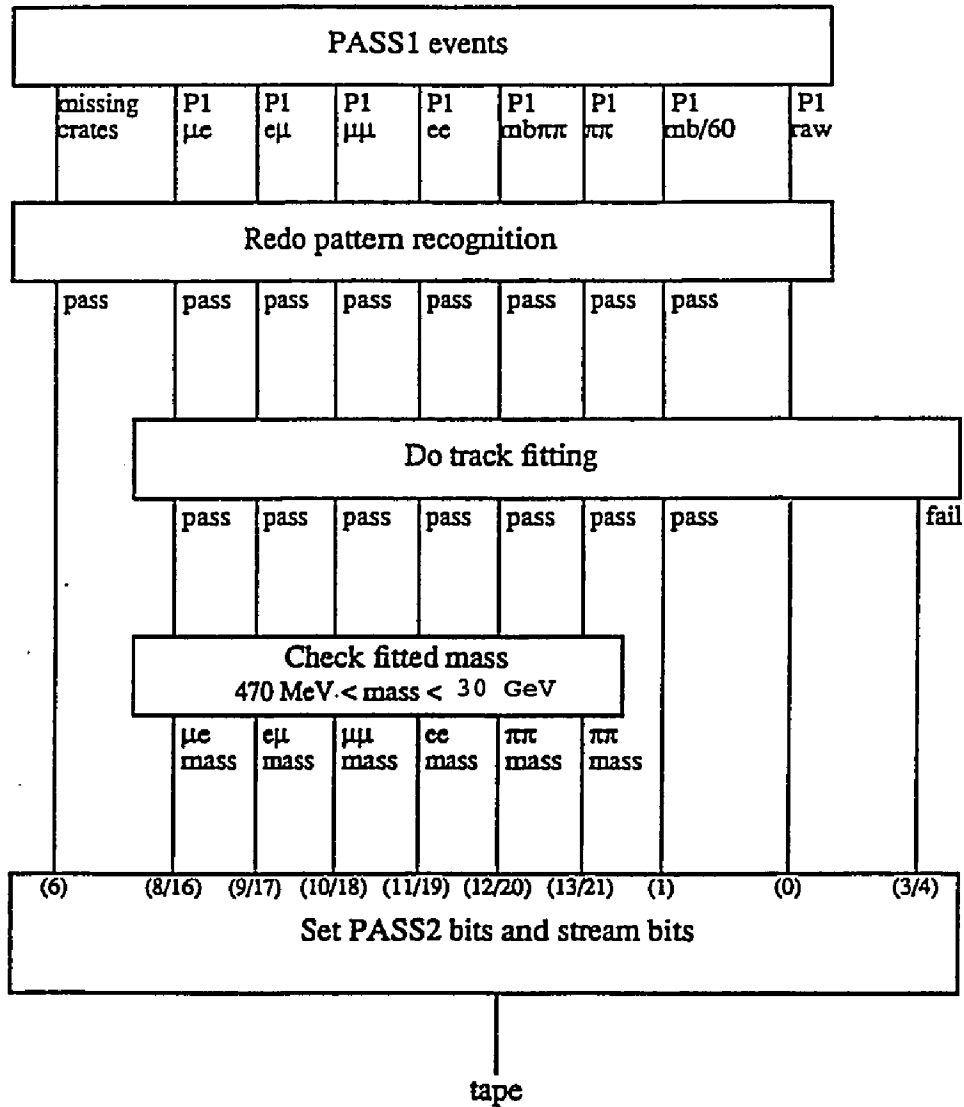 PASS1 events
missing P1 P1 P1 P1 P1 P1 P1 P1
crates μe eμ μμ ee mbππ ππ mb/60 raw
Redo pattern recognition
pass pass pass pass pass pass pass pass
Do track fitting
pass pass pass pass pass pass pass fail
Check fitted mass
470 MeV < mass < 30 GeV
μe eμ μμ ee ππ ππ
mass mass mass mass mass mass
(6) (8/16) (9/17) (10/18) (11/19) (12/20) (13/21) (1) (0) (3/4)
Set PASS2 bits and stream bits
tape